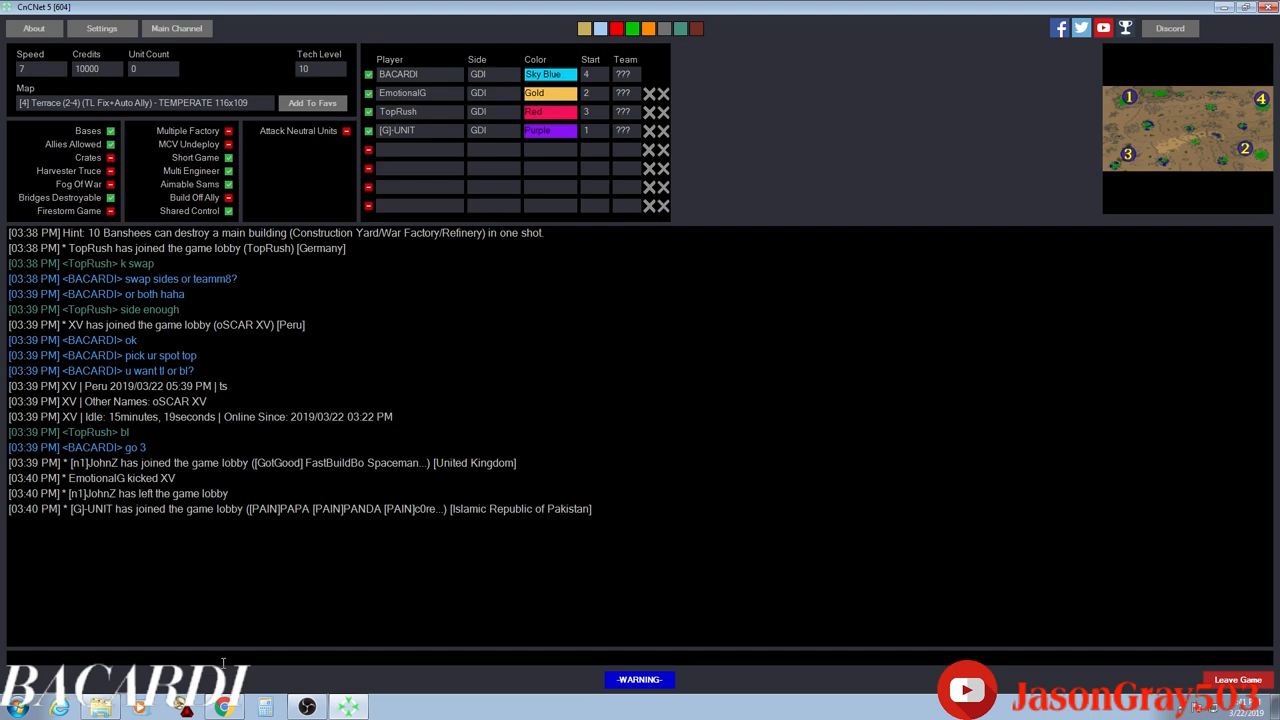 CnCNet 5 [604]
About
Settings
Main Channel
Discord
Speed
Credits
Unit Count
Tech Level
7
10000
0
10
Map
[4] Terrace (2-4) (TL Fix+Auto Ally) - TEMPERATE 116x109
Add To Favs
Bases
Allies Allowed
Crates
Harvester Truce
Fog Of War
Bridges Destroyable
Firestorm Game
Multiple Factory
MCV Undeploy
Short Game
Multi Engineer
Aimable Sams
Build Off Ally
Shared Control
Attack Neutral Units
Player Side Color Start Team
BACARDI GDI Sky Blue 4 ???
EmotionalG GDI Gold 2 ???
TopRush GDI Red 3 ???
[G]-UNIT GDI Purple 1 ???
1
4
3
2
[03:38 PM] Hint: 10 Banshees can destroy a main building (Construction Yard/War Factory/Refinery) in one shot.
[03:38 PM] * TopRush has joined the game lobby (TopRush) [Germany]
[03:38 PM] <TopRush> k swap
[03:38 PM] <BACARDI> swap sides or teamm8?
[03:39 PM] <BACARDI> or both haha
[03:39 PM] <TopRush> side enough
[03:39 PM] * XV has joined the game lobby (oSCAR XV) [Peru]
[03:39 PM] <BACARDI> ok
[03:39 PM] <BACARDI> pick ur spot top
[03:39 PM] <BACARDI> u want tl or bl?
[03:39 PM] XV | Peru 2019/03/22 05:39 PM | ts
[03:39 PM] XV | Other Names: oSCAR XV
[03:39 PM] XV | Idle: 15minutes, 19seconds | Online Since: 2019/03/22 03:22 PM
[03:39 PM] <TopRush> bl
[03:39 PM] <BACARDI> go 3
[03:39 PM] * [n1]JohnZ has joined the game lobby ([GotGood] FastBuildBo Spaceman...) [United Kingdom]
[03:40 PM] * EmotionalG kicked XV
[03:40 PM] * [n1]JohnZ has left the game lobby
[03:40 PM] * [G]-UNIT has joined the game lobby ([PAIN]PAPA [PAIN]PANDA [PAIN]c0re...) [Islamic Republic of Pakistan]
-WARNING-
Leave Game
BACARDI
JasonGray503
3/22/2019